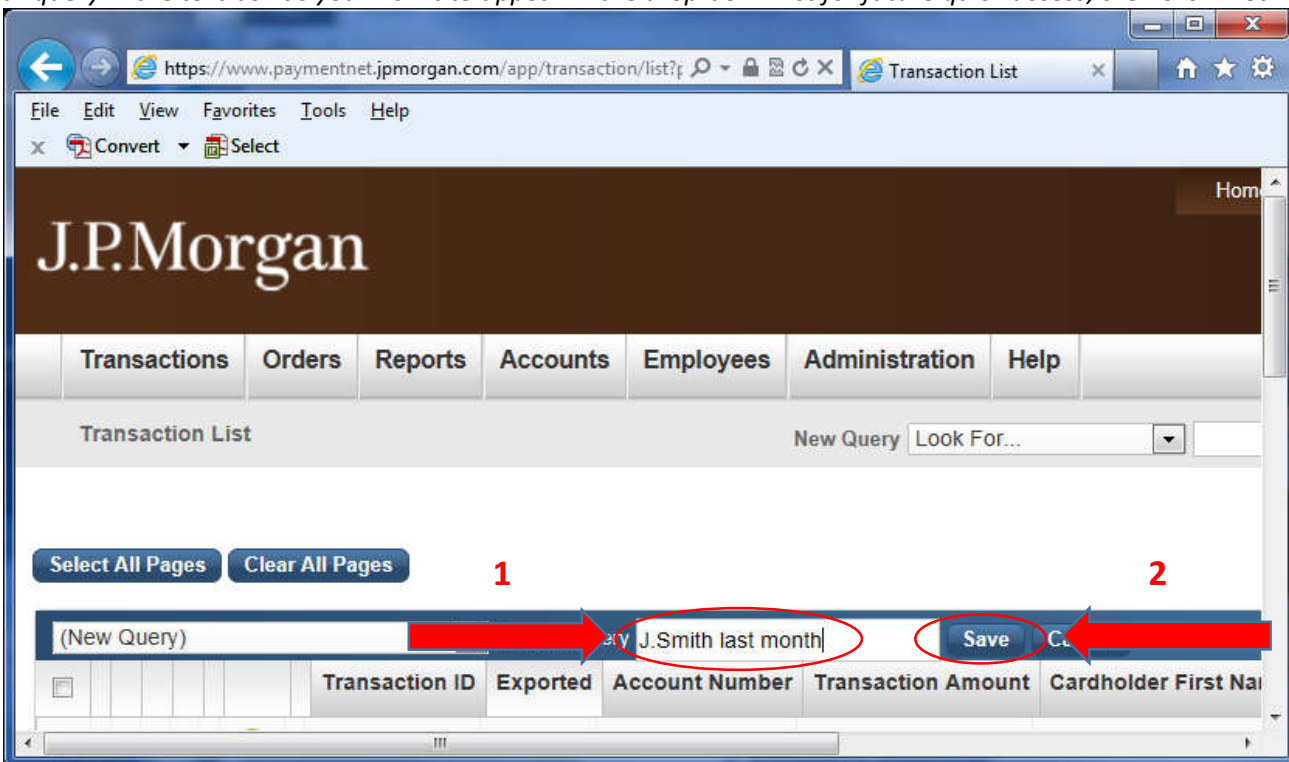 https://www.paymentnet.jpmorgan.com/app/transaction/list?
Transaction List
File Edit View Favorites Tools Help
Convert Select
Home
J.P.Morgan
Transactions Orders Reports Accounts Employees Administration Help
Transaction List New Query Look For...
Select All Pages Clear All Pages
1 2
(New Query) J.Smith last month Save
Transaction ID Exported Account Number Transaction Amount Cardholder First